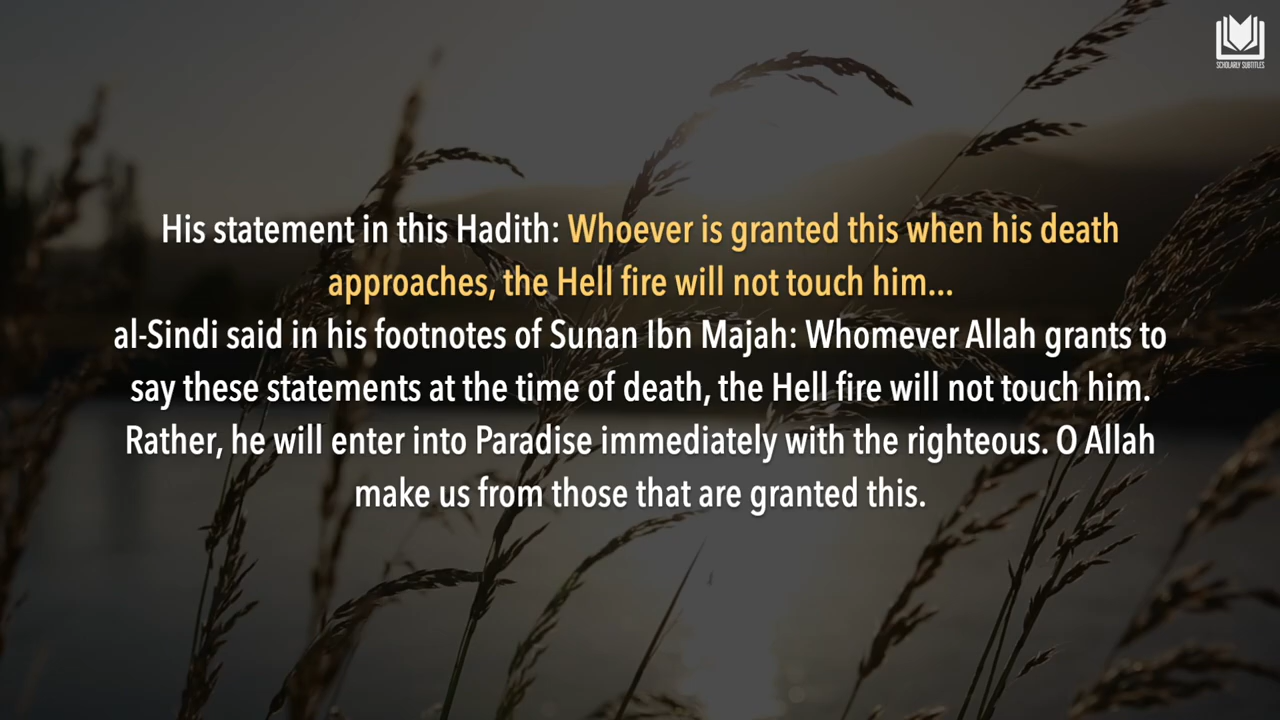 SCHOLARLY SUBTITLES
His statement in this Hadith: Whoever is granted this when his death
approaches, the Hell fire will not touch him...
al-Sindi said in his footnotes of Sunan Ibn Majah: Whomever Allah grants to
say these statements at the time of death, the Hell fire will not touch him.
Rather, he will enter into Paradise immediately with the righteous. O Allah
make us from those that are granted this.